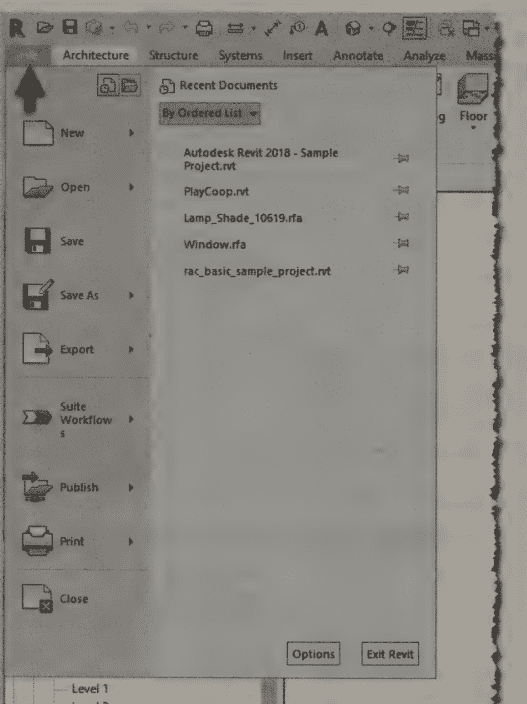 R
A
Architecture Structure Systems Insert Annotate Analyze Mass
Recent Documents
By Ordered List
g Floor
New
Open
Save
Save As
Export
Suite
Workflow
s
Publish
Print
Close
Autodesk Revit 2018 - Sample
Project.rvt
PlayCoop.rvt
Lamp_Shade_10619.rfa
Window.rfa
rac_basic_sample_project.rvt
Options Exit Revit
Level 1